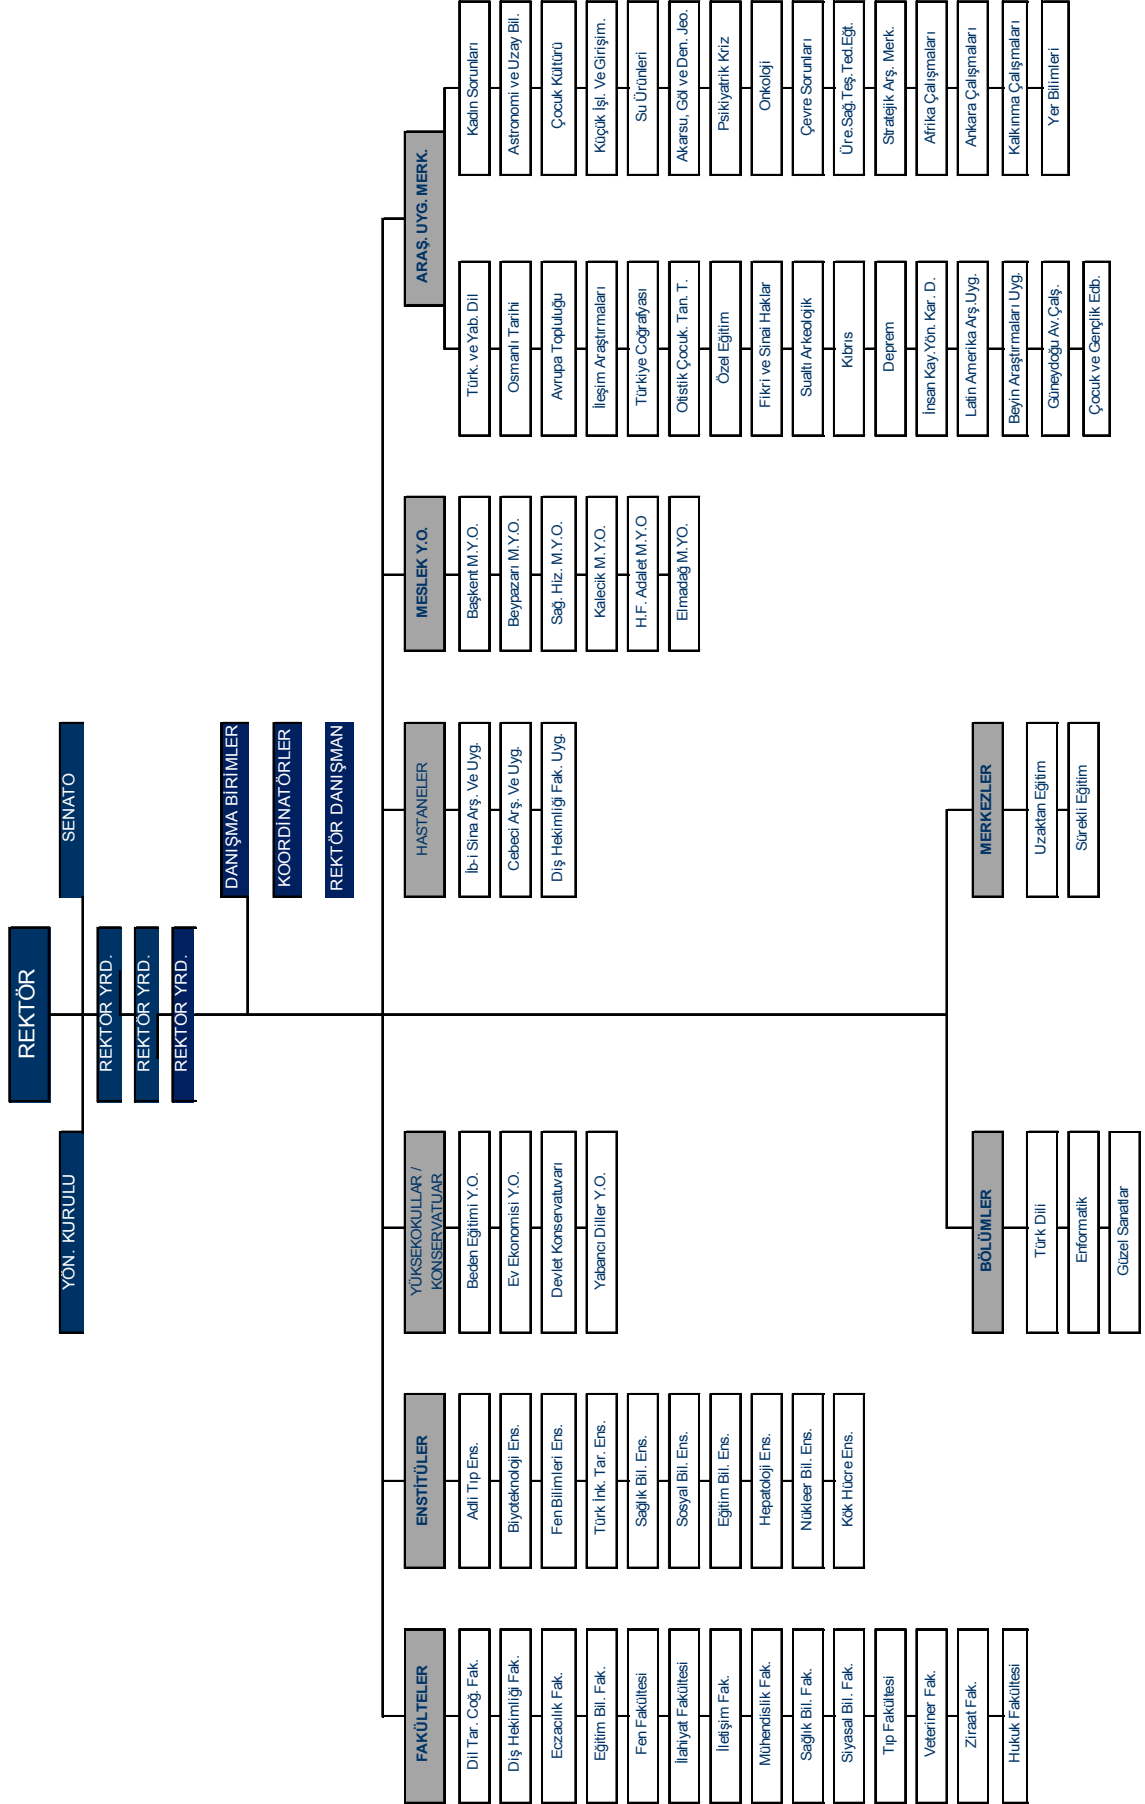 REKTÖR
YÖN. KURULU
SENATO
REKTÖR YRD.
REKTÖR YRD.
REKTÖR YRD.
DANIŞMA BİRİMLER
KOORDİNATÖRLER
REKTÖR DANIŞMAN
FAKÜLTELER
Dil Tar. Coğ. Fak.
Diş Hekimliği Fak.
Eczacılık Fak.
Eğitim Bil. Fak.
Fen Fakültesi
İlahiyat Fakültesi
İletişim Fak.
Mühendislik Fak.
Sağlık Bil. Fak.
Siyasal Bil. Fak.
Tıp Fakültesi
Veteriner Fak.
Ziraat Fak.
Hukuk Fakültesi
ENSTİTÜLER
Adli Tıp Ens.
Biyoteknoloji Ens.
Fen Bilimleri Ens.
Türk İnk. Tar. Ens.
Sağlık Bil. Ens.
Sosyal Bil. Ens.
Eğitim Bil. Ens.
Hepatoloji Ens.
Nükleer Bil. Ens.
Kök Hücre Ens.
YÜKSEKOKULLAR /
KONSERVATUAR
Beden Eğitimi Y.O.
Ev Ekonomisi Y.O.
Devlet Konservatuvarı
Yabancı Diller Y.O.
HASTANELER
İb-i Sina Arş. Ve Uyg.
Cebeci Arş. Ve Uyg.
Diş Hekimliği Fak. Uyg.
MESLEK Y.O.
Başkent M.Y.O.
Beypazarı M.Y.O.
Sağ. Hiz. M.Y.O.
Kalecik M.Y.O.
H.F. Adalet M.Y.O
Elmadağ M.YO.
ARAŞ. UYG. MERK.
Türk. ve Yab. Dil
Osmanlı Tarihi
Avrupa Topluluğu
İleşim Araştırmaları
Türkiye Coğrafyası
Otistik Çocuk. Tan. T.
Özel Eğitim
Fikri ve Sinai Haklar
Sualtı Arkeolojik
Kıbrıs
Deprem
İnsan Kay.Yön. Kar. D.
Latin Amerika Arş.Uyg.
Beyin Araştırmaları Uyg.
Güneydoğu Av.Çalş.
Çocuk ve Gençlik Edb.
Kadın Sorunları
Astronomi ve Uzay Bil.
Çocuk Kültürü
Küçük İşl. Ve Girişim.
Su Ürünleri
Akarsu, Göl ve Den. Jeo.
Psikiyatrik Kriz
Onkoloji
Çevre Sorunları
Üre.Sağ.Teş.Ted.Eğt.
Stratejik Arş. Merk.
Afrika Çalışmaları
Ankara Çalışmaları
Kalkınma Çalışmaları
Yer Bilimleri
BÖLÜMLER
Türk Dili
Enformatik
Güzel Sanatlar
MERKEZLER
Uzaktan Eğitim
Sürekli Eğitim